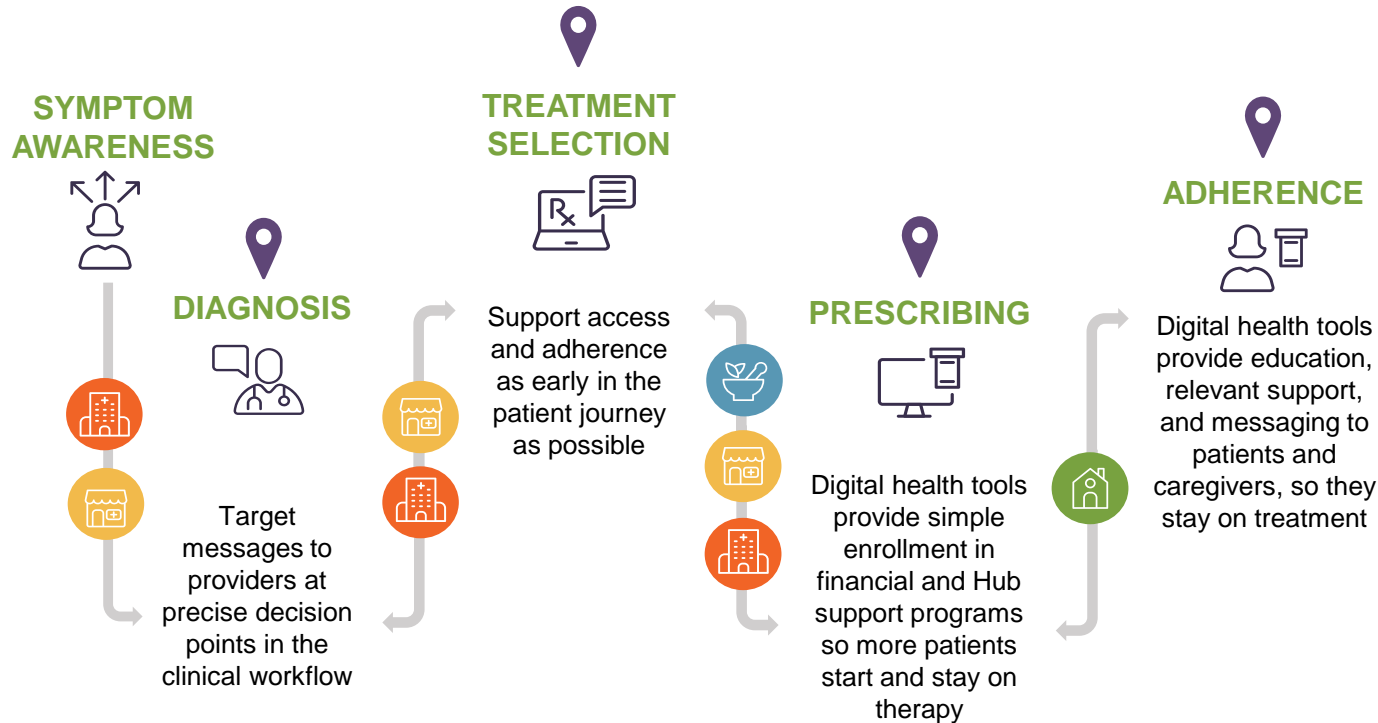 SYMPTOM
AWARENESS
DIAGNOSIS
Target
messages to
providers at
precise decision
points in the
clinical workflow
TREATMENT
SELECTION
Rx
Support access
and adherence
as early in the
patient journey
as possible
PRESCRIBING
Digital health tools
provide simple
enrollment in
financial and Hub
support programs
so more patients
start and stay on
therapy
ADHERENCE
Digital health tools
provide education,
relevant support,
and messaging to
patients and
caregivers, so they
stay on treatment